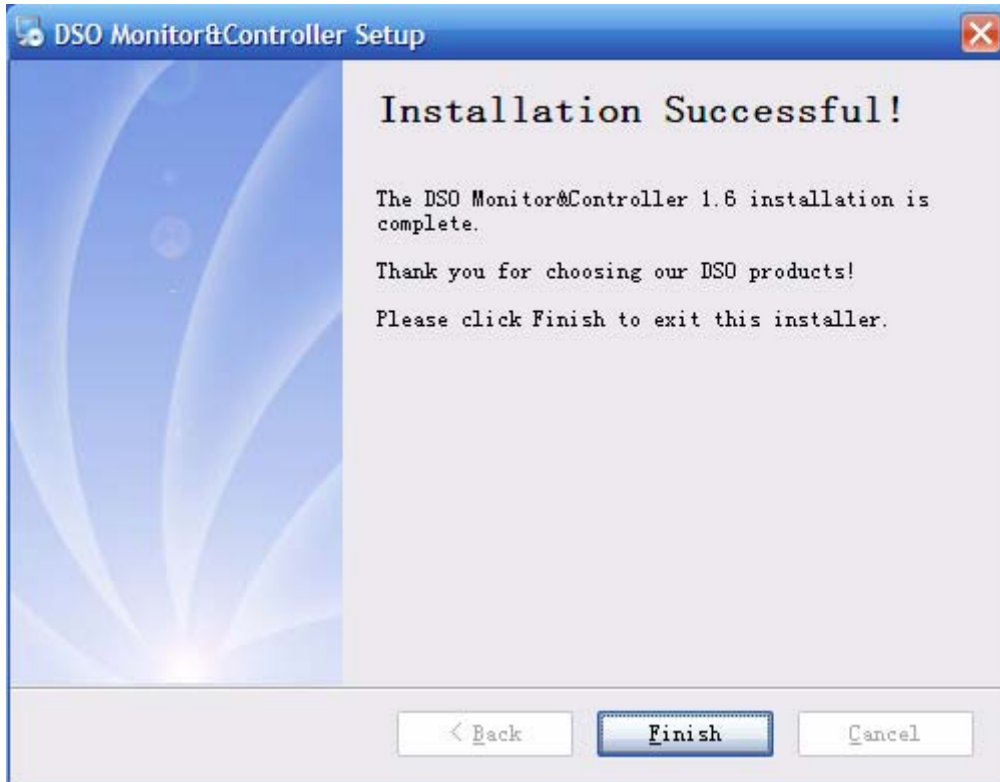 DSO Monitor&Controller Setup
Installation Successful!
The DSO Monitor&Controller 1.6 installation is
complete.
Thank you for choosing our DSO products!
Please click Finish to exit this installer.
< Back
Finish
Cancel